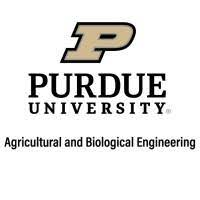 P
PURDUE
UNIVERSITY®
Agricultural and Biological Engineering